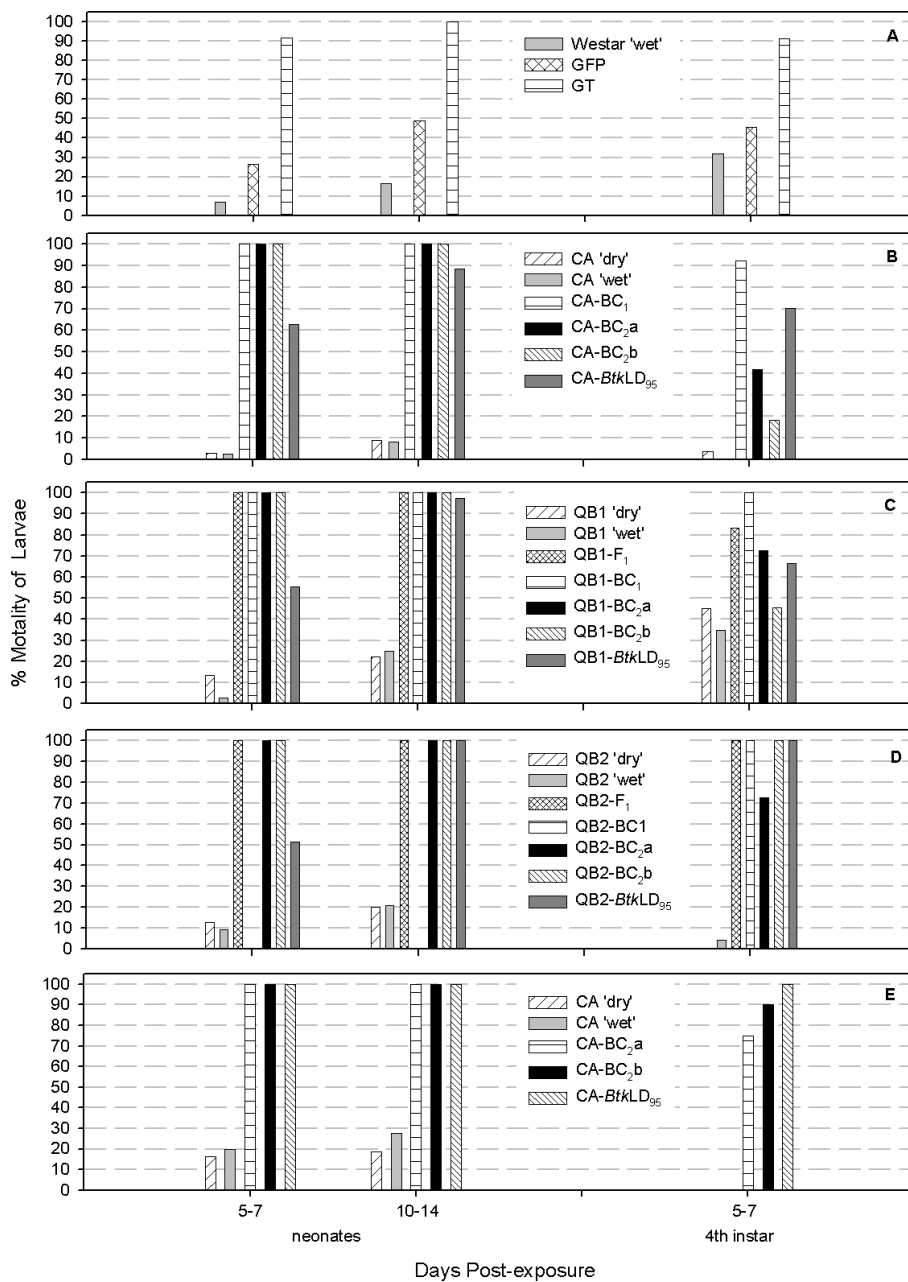 % Motality of Larvae
100
90
80
70
60
50
40
30
20
10
0
A
Westar 'wet'
GFP
GT
100
90
80
70
60
50
40
30
20
10
0
B
CA 'dry'
CA 'wet'
CA-BC₁
CA-BC₂a
CA-BC₂b
CA-BtkLD₉₅
100
90
80
70
60
50
40
30
20
10
0
C
QB1 'dry'
QB1 'wet'
QB1-F₁
QB1-BC₁
QB1-BC₂a
QB1-BC₂b
QB1-BtkLD₉₅
100
90
80
70
60
50
40
30
20
10
0
D
QB2 'dry'
QB2 'wet'
QB2-F₁
QB2-BC1
QB2-BC₂a
QB2-BC₂b
QB2-BtkLD₉₅
100
90
80
70
60
50
40
30
20
10
0
E
CA 'dry'
CA 'wet'
CA-BC₂a
CA-BC₂b
CA-BtkLD₉₅
5-7 10-14 5-7
neonates 4th instar
Days Post-exposure